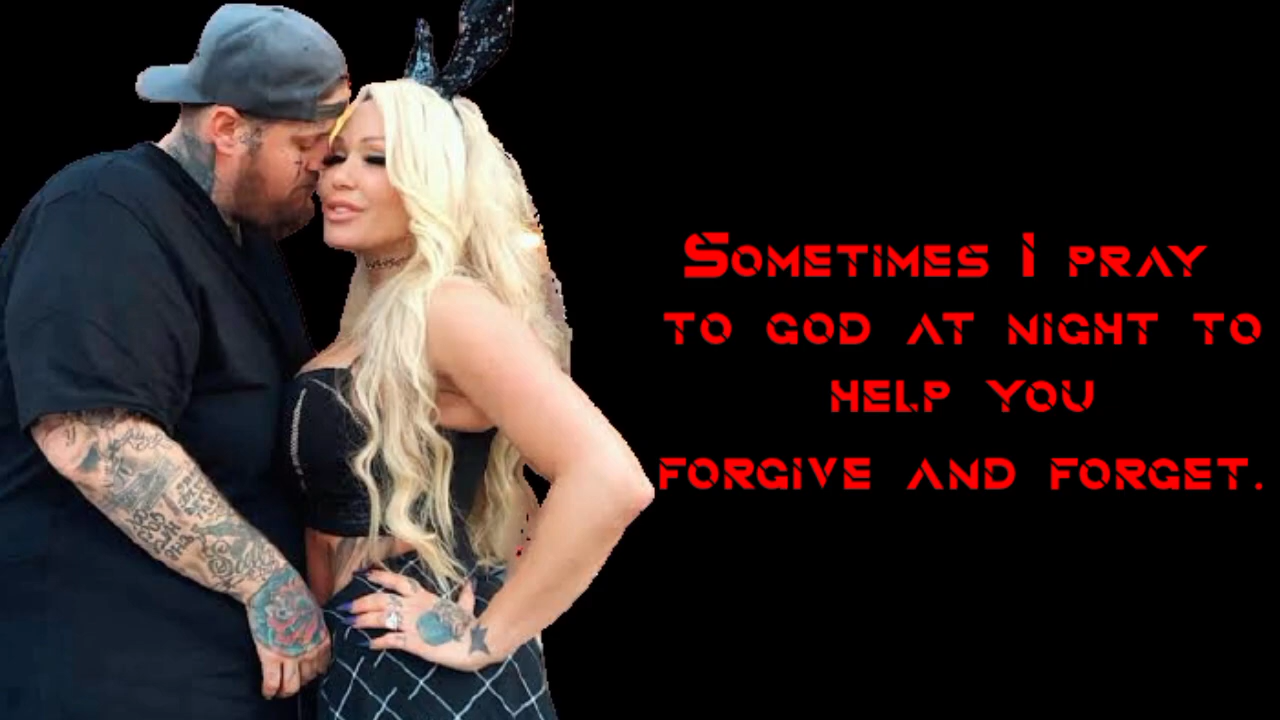 Sometimes I pray
to god at night to
help you
forgive and forget.